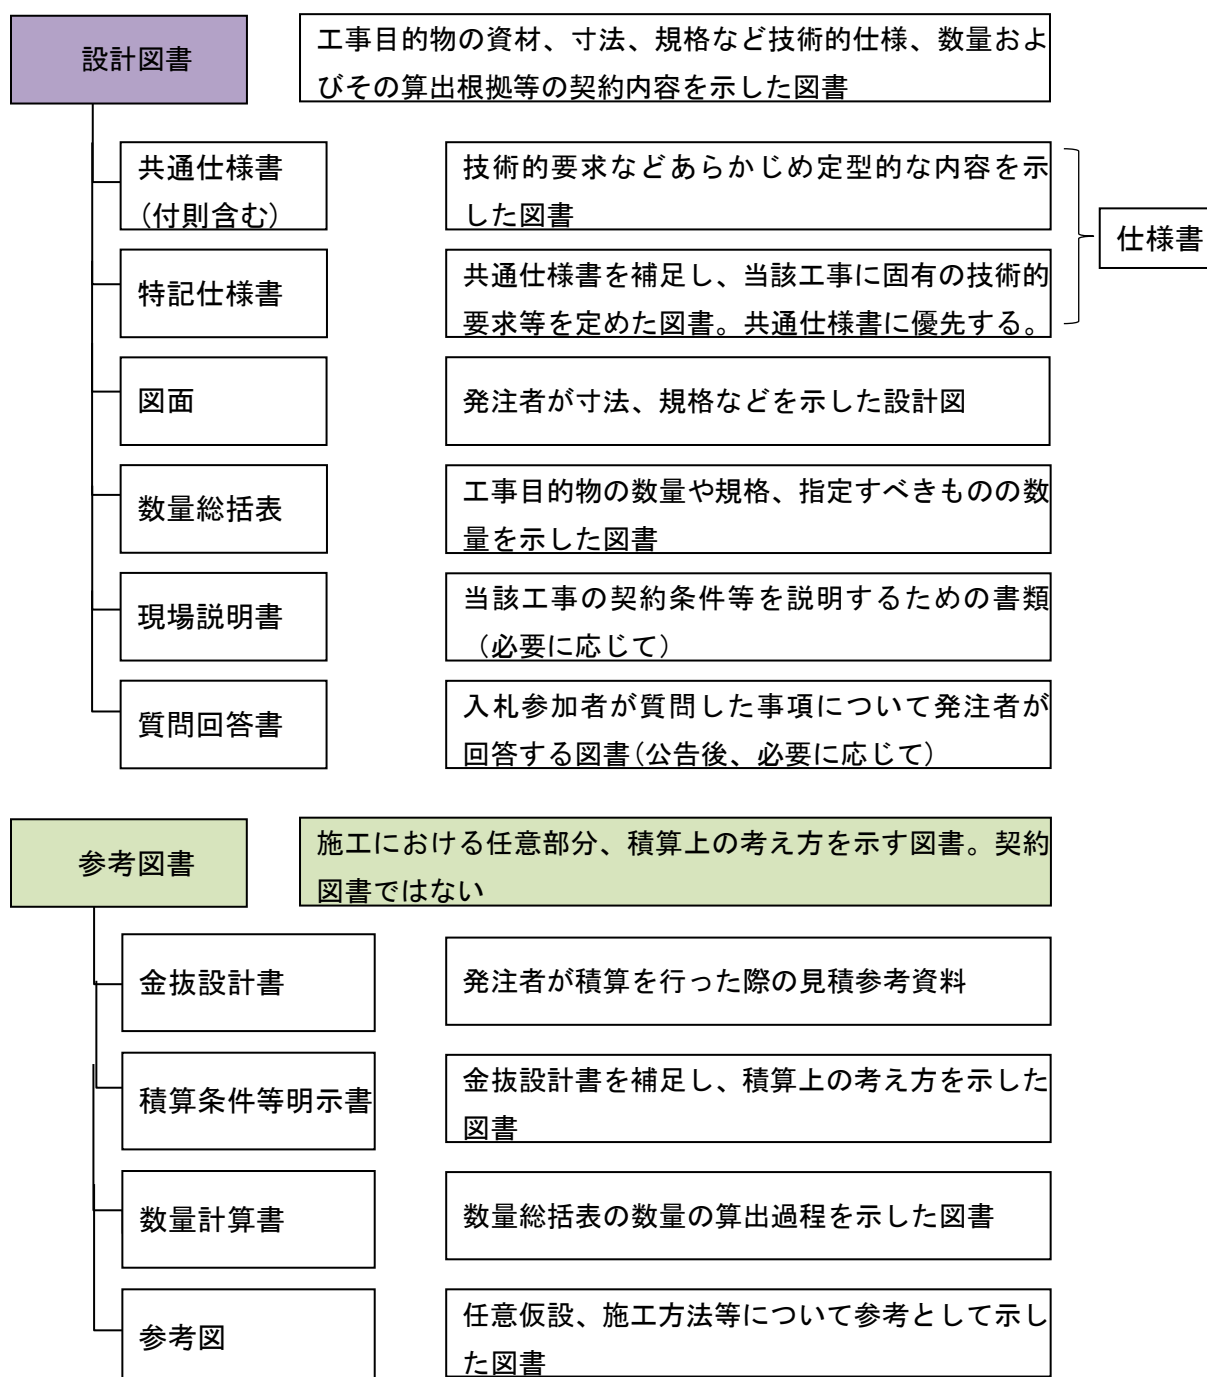 設計図書
工事目的物の資材、寸法、規格など技術的仕様、数量およ
びその算出根拠等の契約内容を示した図書
共通仕様書
(付則含む)
技術的要求などあらかじめ定型的な内容を示
した図書
仕様書
特記仕様書
共通仕様書を補足し、当該工事に固有の技術的
要求等を定めた図書。共通仕様書に優先する。
図面
発注者が寸法、規格などを示した設計図
数量総括表
工事目的物の数量や規格、指定すべきものの数
量を示した図書
現場説明書
当該工事の契約条件等を説明するための書類
（必要に応じて）
質問回答書
入札参加者が質問した事項について発注者が
回答する図書(公告後、必要に応じて)
参考図書
施工における任意部分、積算上の考え方を示す図書。契約
図書ではない
金抜設計書
発注者が積算を行った際の見積参考資料
積算条件等明示書
金抜設計書を補足し、積算上の考え方を示した
図書
数量計算書
数量総括表の数量の算出過程を示した図書
参考図
任意仮設、施工方法等について参考として示し
た図書